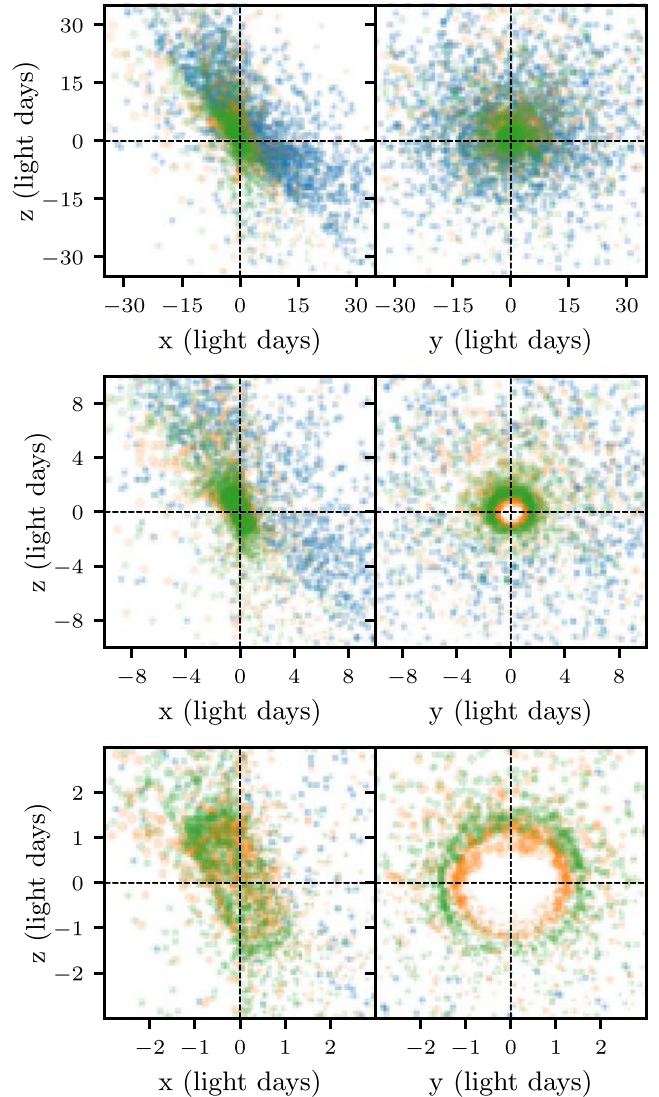 30
15
0
−15
−30
z (light days)
−30 −15 0 15 30 −30 −15 0 15 30
x (light days) y (light days)
8
4
0
−4
−8
z (light days)
−8 −4 0 4 8 −8 −4 0 4 8
x (light days) y (light days)
2
1
0
−1
−2
z (light days)
−2 −1 0 1 2 −2 −1 0 1 2
x (light days) y (light days)